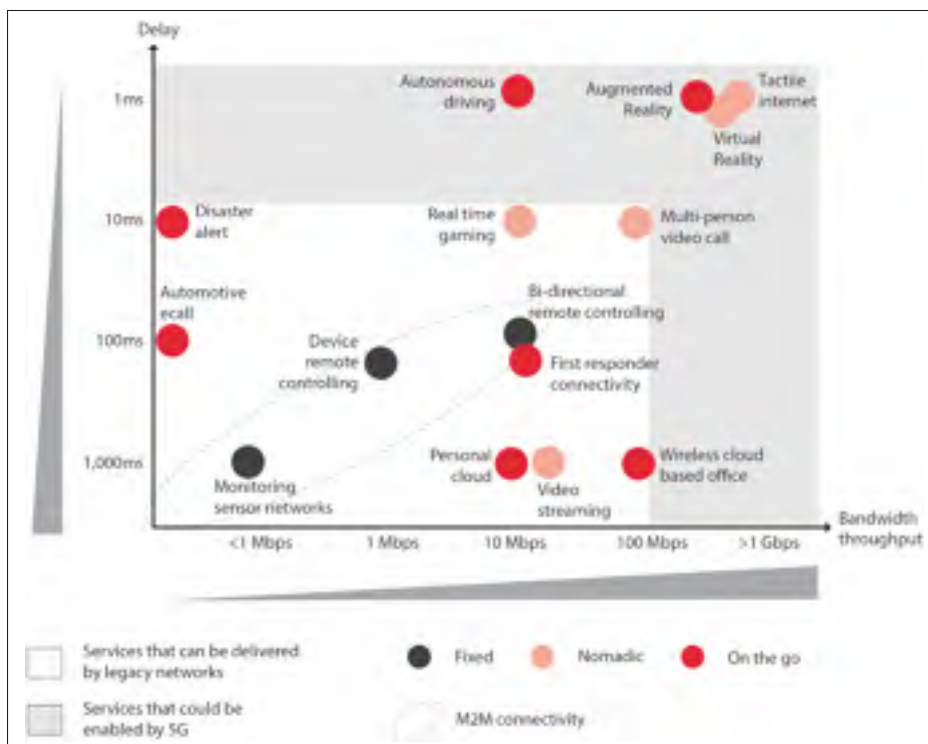 Delay
1ms
Autonomous
driving
Augmented
Reality
Tactile
internet
Virtual
Reality
10ms
Disaster
alert
Real time
gaming
Multi-person
video call
Automotive
ecall
100ms
Device
remote
controlling
Bi-directional
remote controlling
First responder
connectivity
1,000ms
Monitoring
sensor networks
Personal
cloud
Video
streaming
Wireless cloud
based office
Bandwidth
throughput
<1 Mbps
1 Mbps
10 Mbps
100 Mbps
>1 Gbps
Services that can be delivered
by legacy networks
Fixed
Nomadic
On the go
Services that could be
enabled by 5G
M2M connectivity